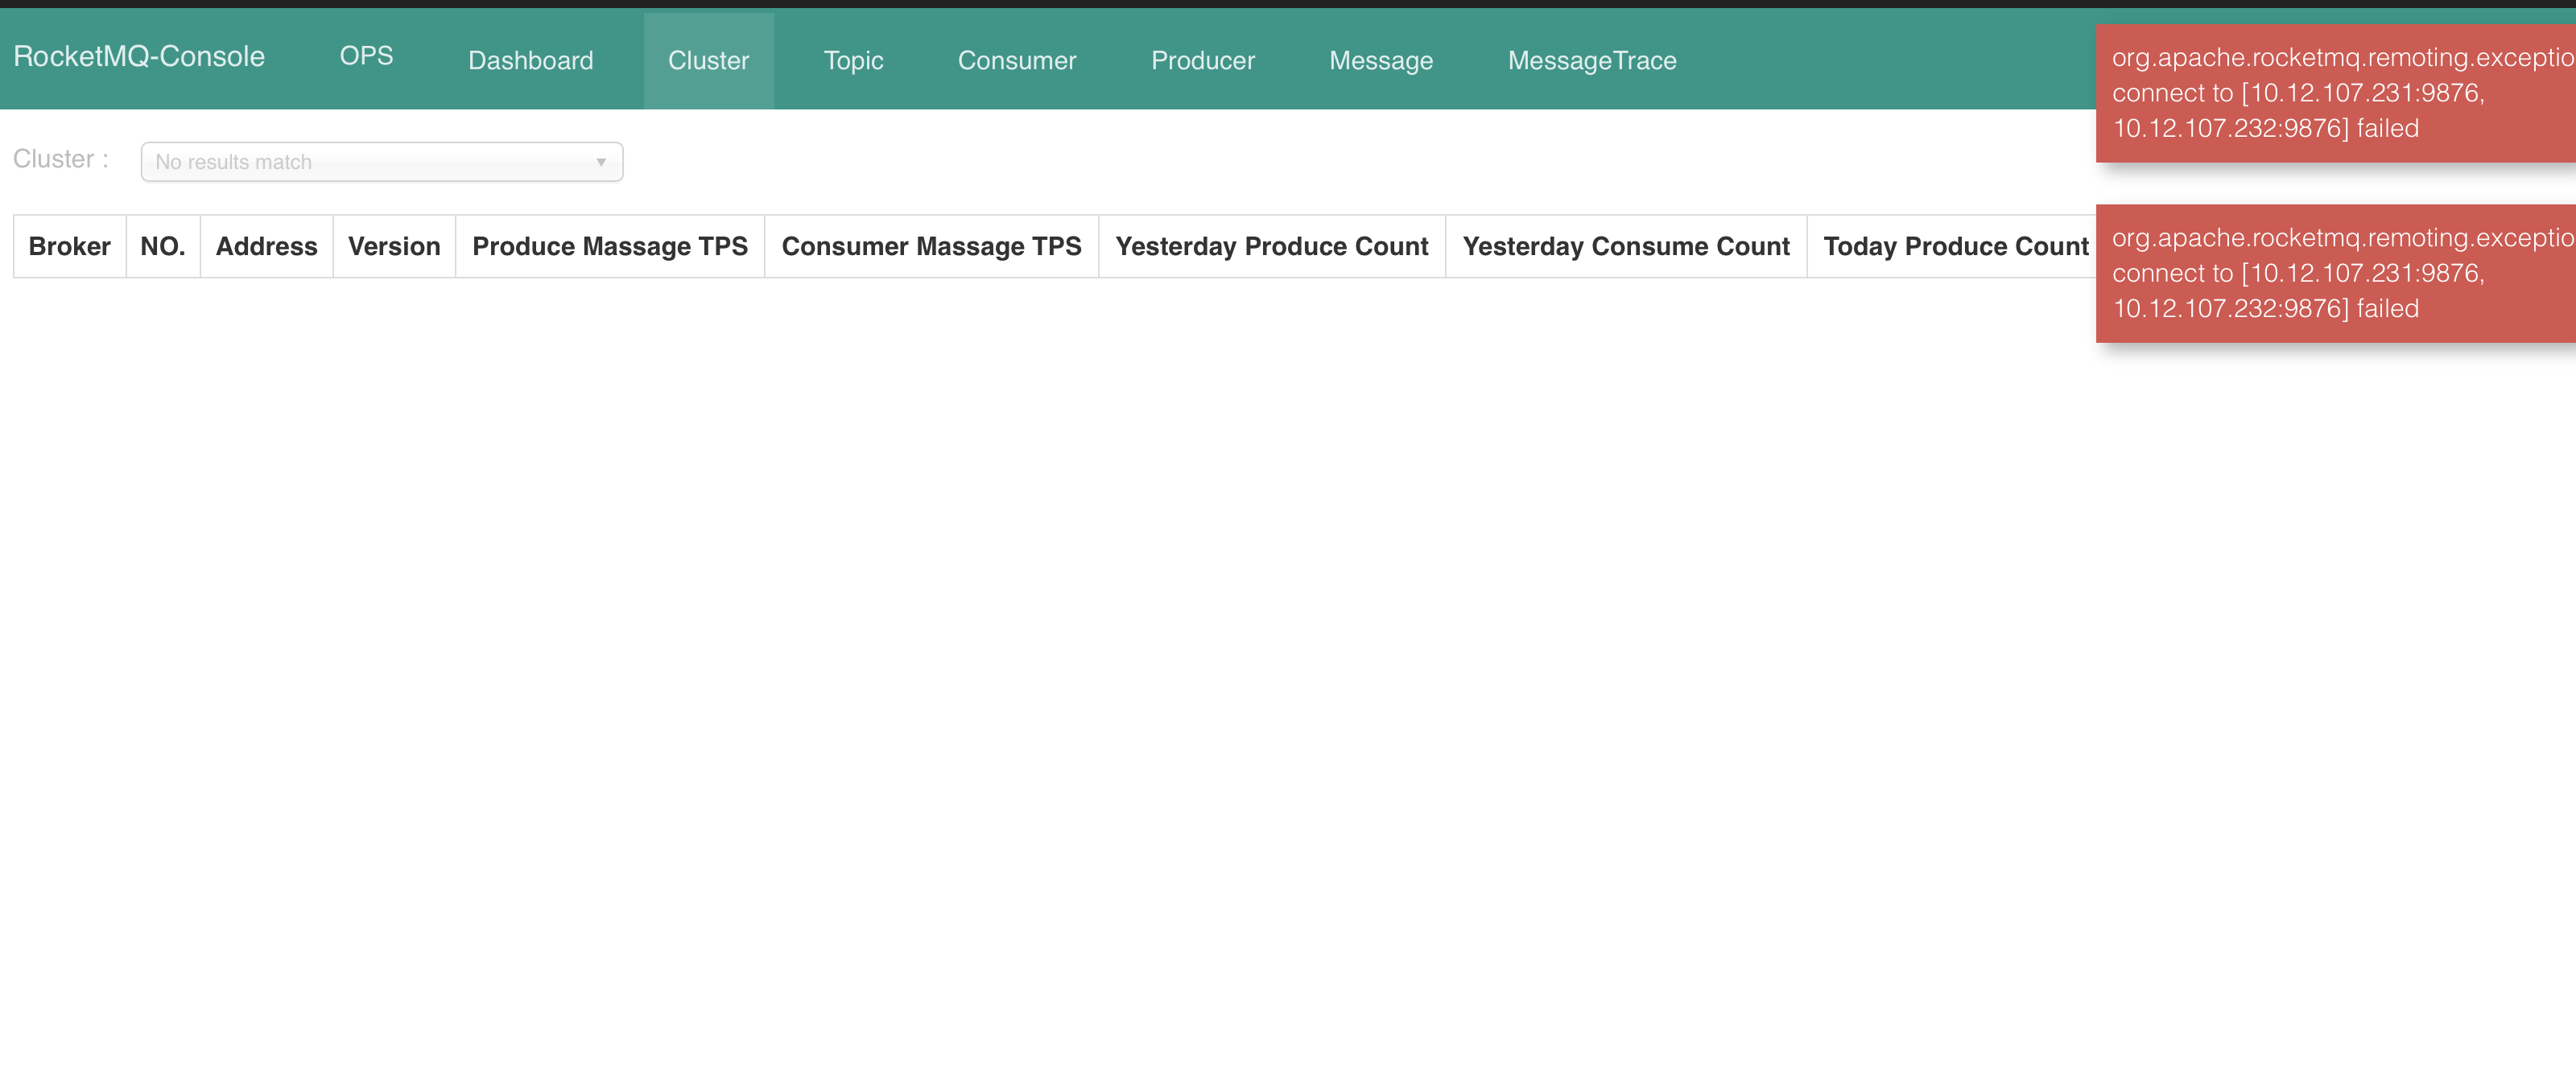 RocketMQ-Console OPS Dashboard Cluster Topic Consumer Producer Message MessageTrace
org.apache.rocketmq.remoting.exceptio
connect to [10.12.107.231:9876,
10.12.107.232:9876] failed
Cluster :
No results match
Broker NO. Address Version Produce Massage TPS Consumer Massage TPS Yesterday Produce Count Yesterday Consume Count Today Produce Count
org.apache.rocketmq.remoting.exceptio
connect to [10.12.107.231:9876,
10.12.107.232:9876] failed